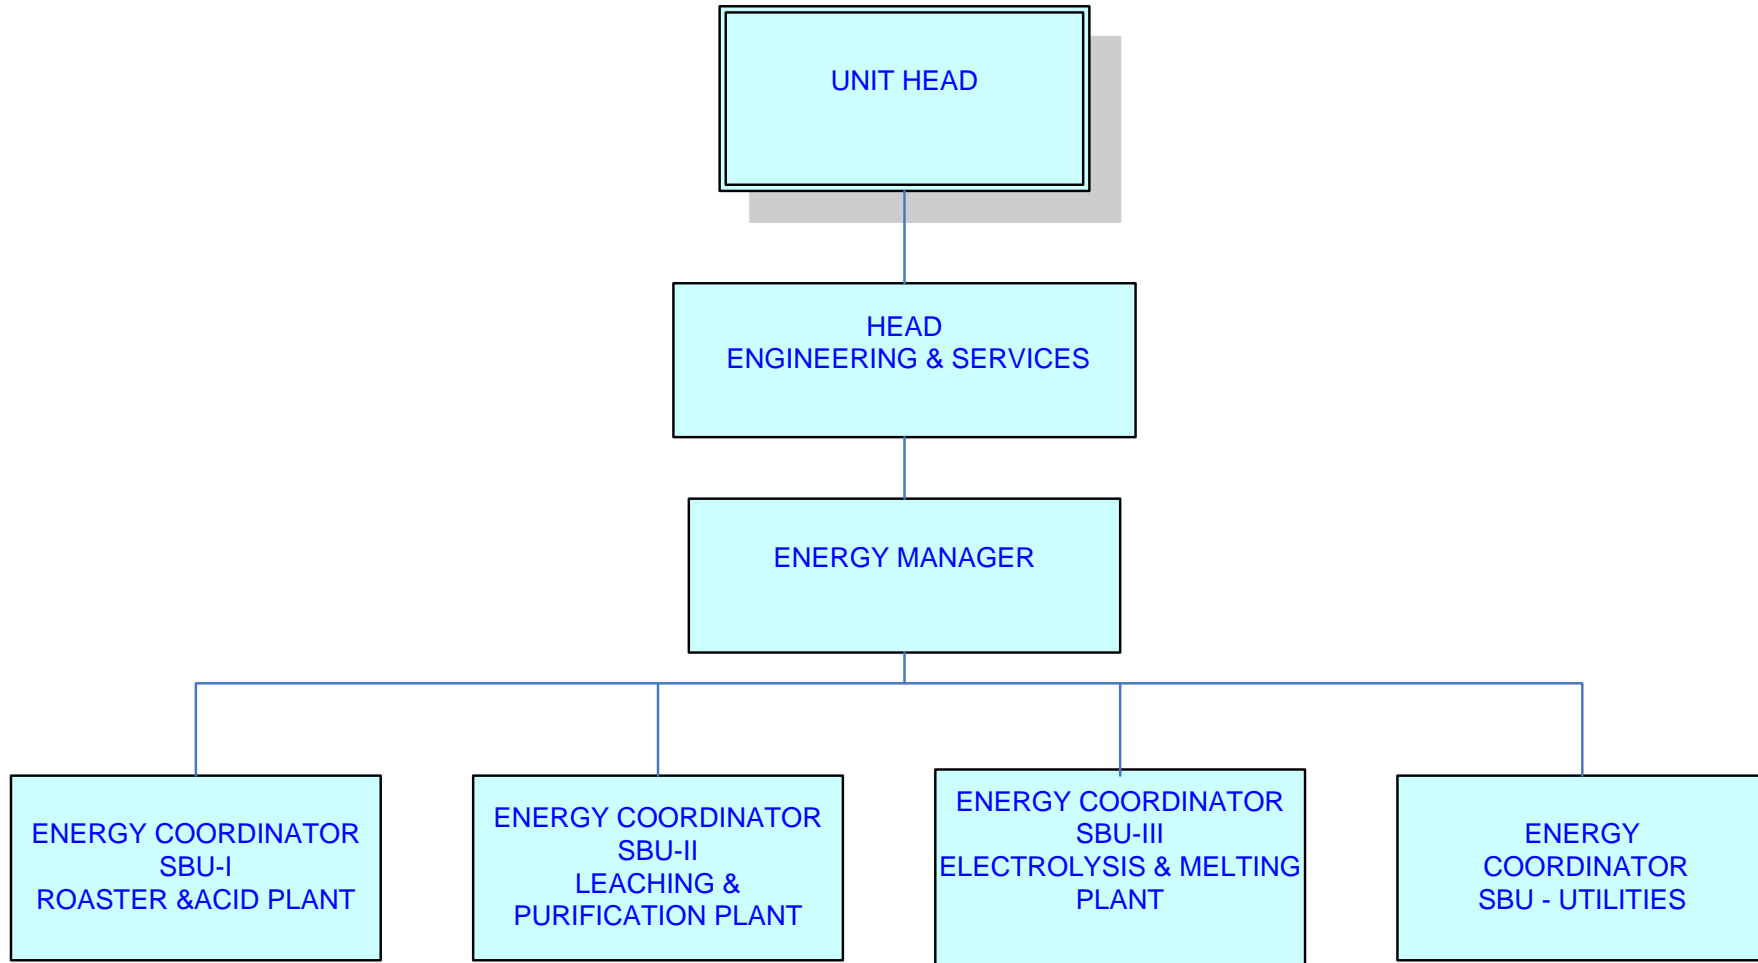 UNIT HEAD
HEAD
ENGINEERING & SERVICES
ENERGY MANAGER
ENERGY COORDINATOR
SBU-I
ROASTER &ACID PLANT
ENERGY COORDINATOR
SBU-II
LEACHING &
PURIFICATION PLANT
ENERGY COORDINATOR
SBU-III
ELECTROLYSIS & MELTING
PLANT
ENERGY
COORDINATOR
SBU - UTILITIES